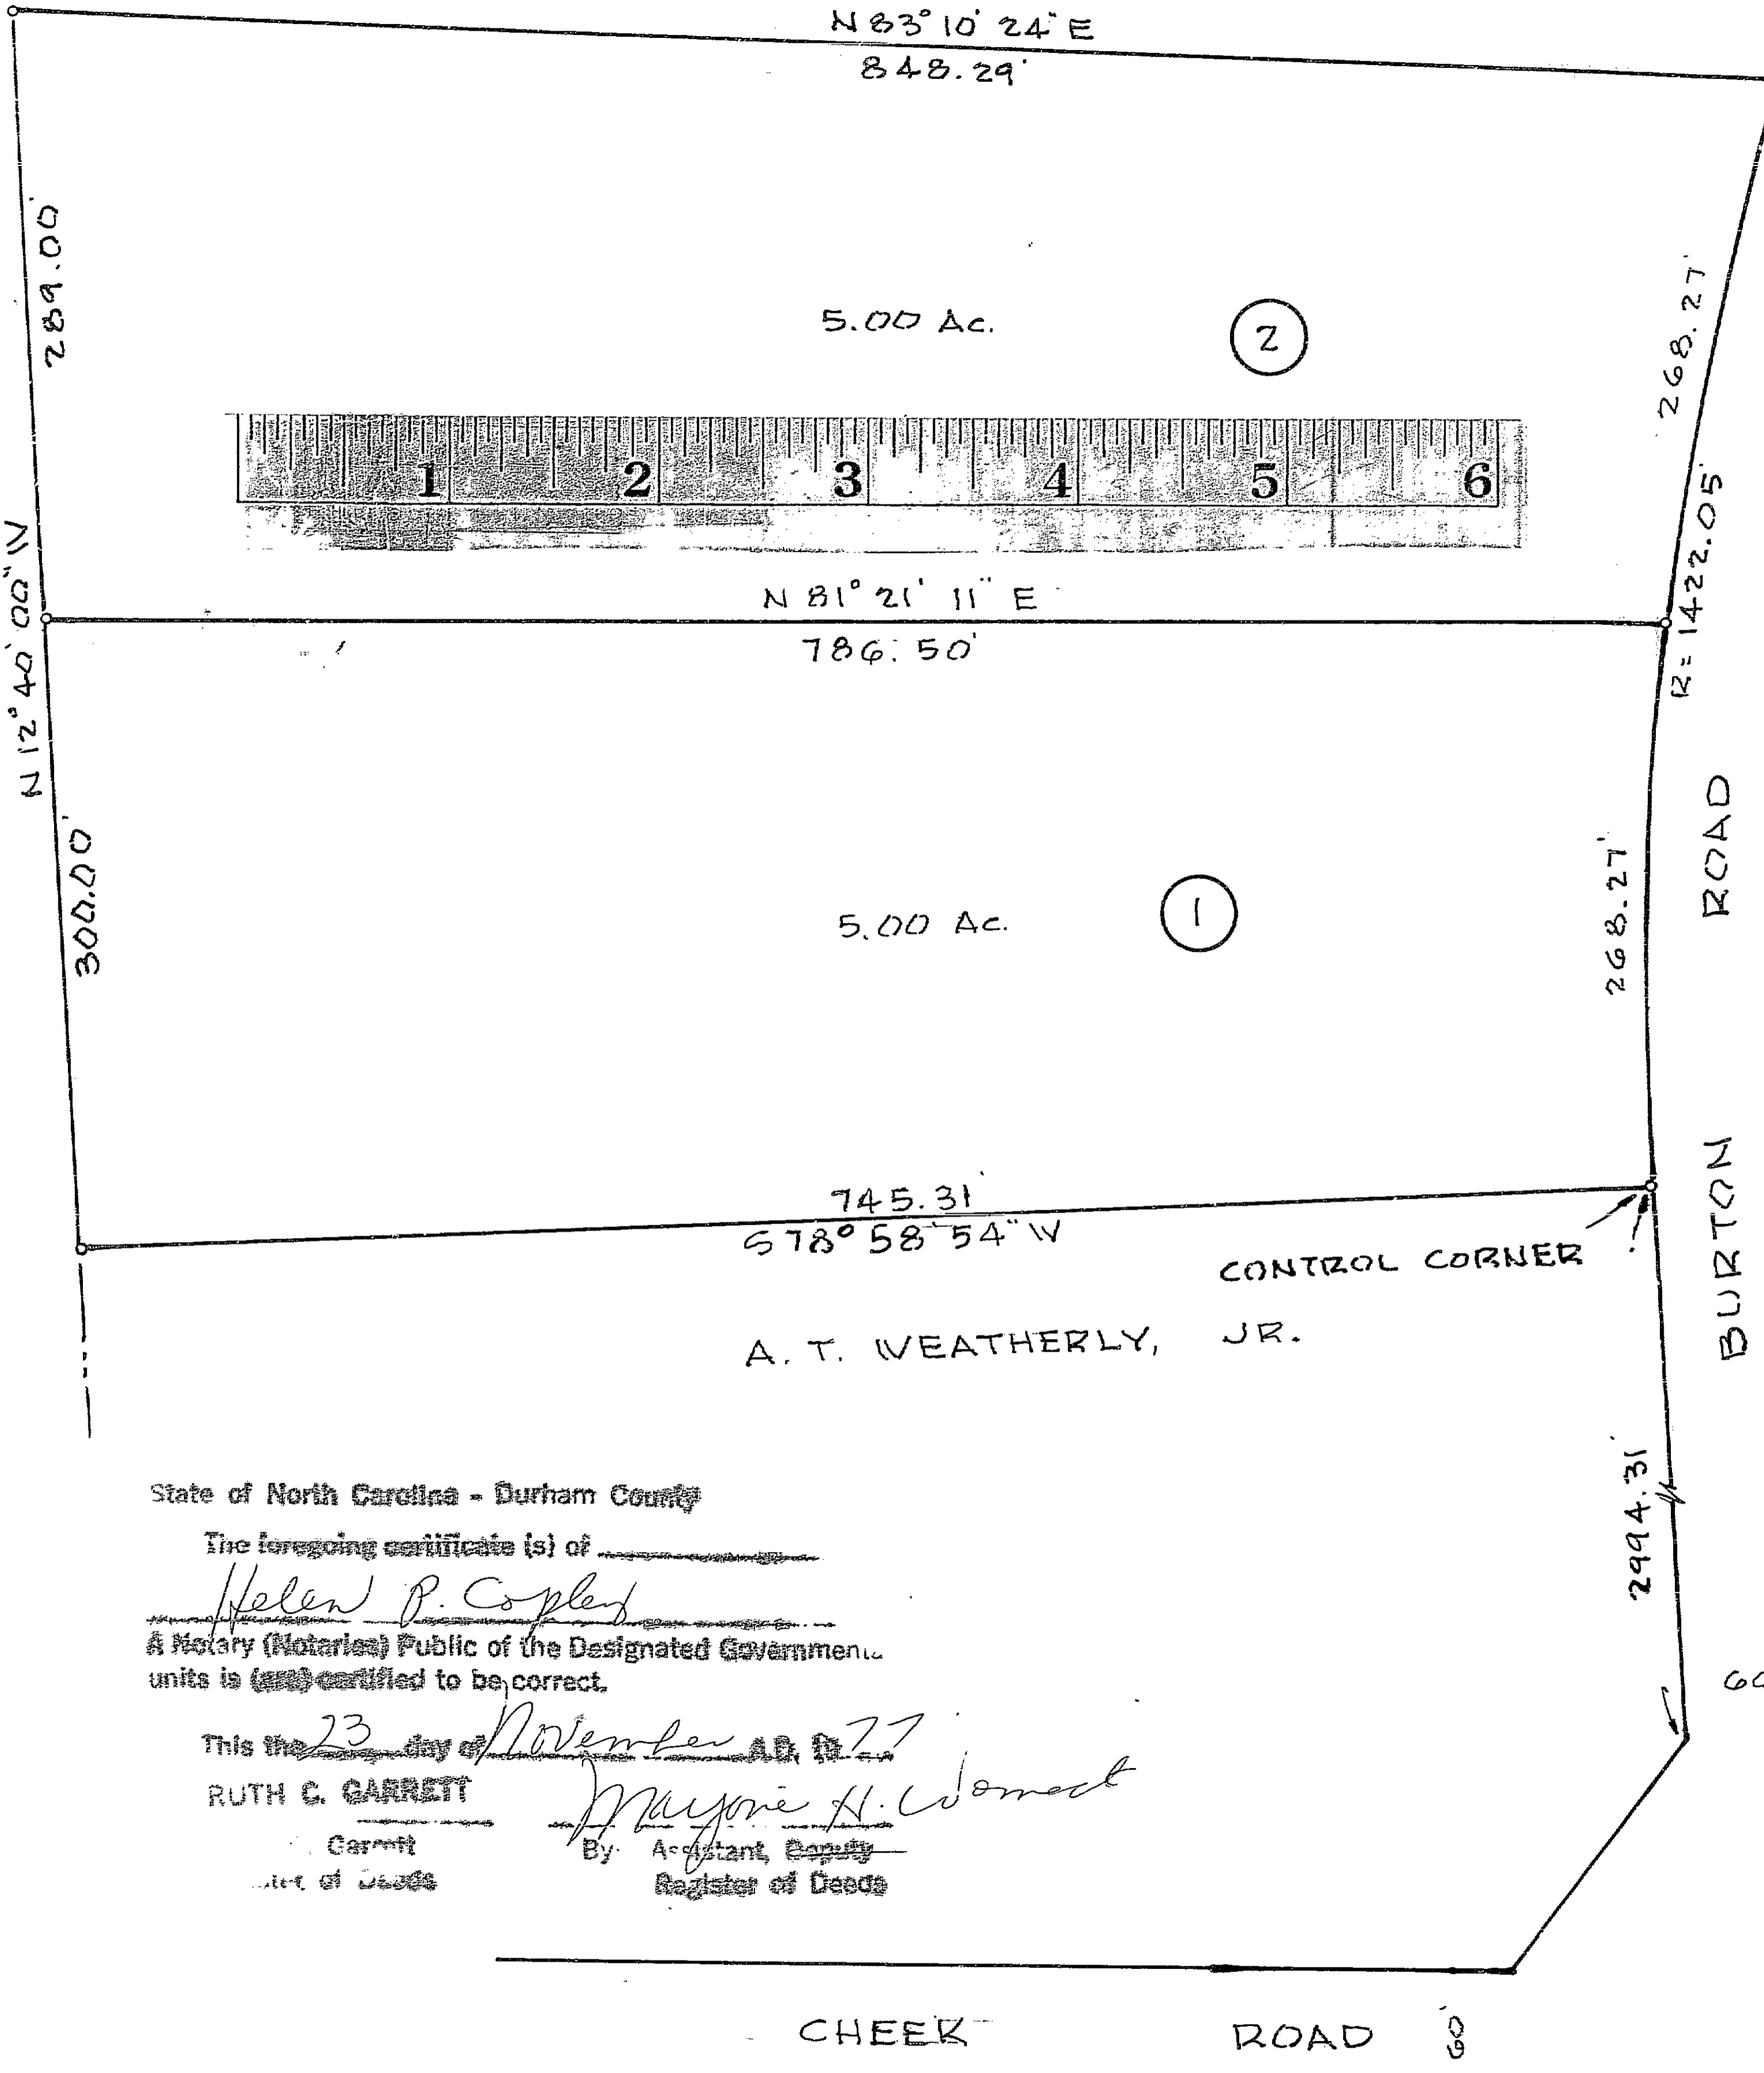 N 83° 10' 24" E
848.29'
289.00'
5.00 Ac.
2
268.27'
1 2 3 4 5 6
R = 1422.05'
N 12° 40' 00" W
N 81° 21' 11" E
786.50'
300.00'
5.00 Ac.
1
268.27'
BURTON ROAD
745.31'
S 78° 58' 54" W
CONTROL CORNER
A. T. WEATHERLY, JR.
2994.31'
State of North Carolina - Durham County
The foregoing certificate (s) of
Helen P. Copley
A Notary (Notaries) Public of the Designated Governmen
units is (are) certified to be correct.
This the 23 day of November A.D. 19 77
RUTH C. GARRETT
Marjorie H. Womack
Garrett
By Assistant, Deputy
of Deeds
Register of Deeds
CHEEK ROAD 60'